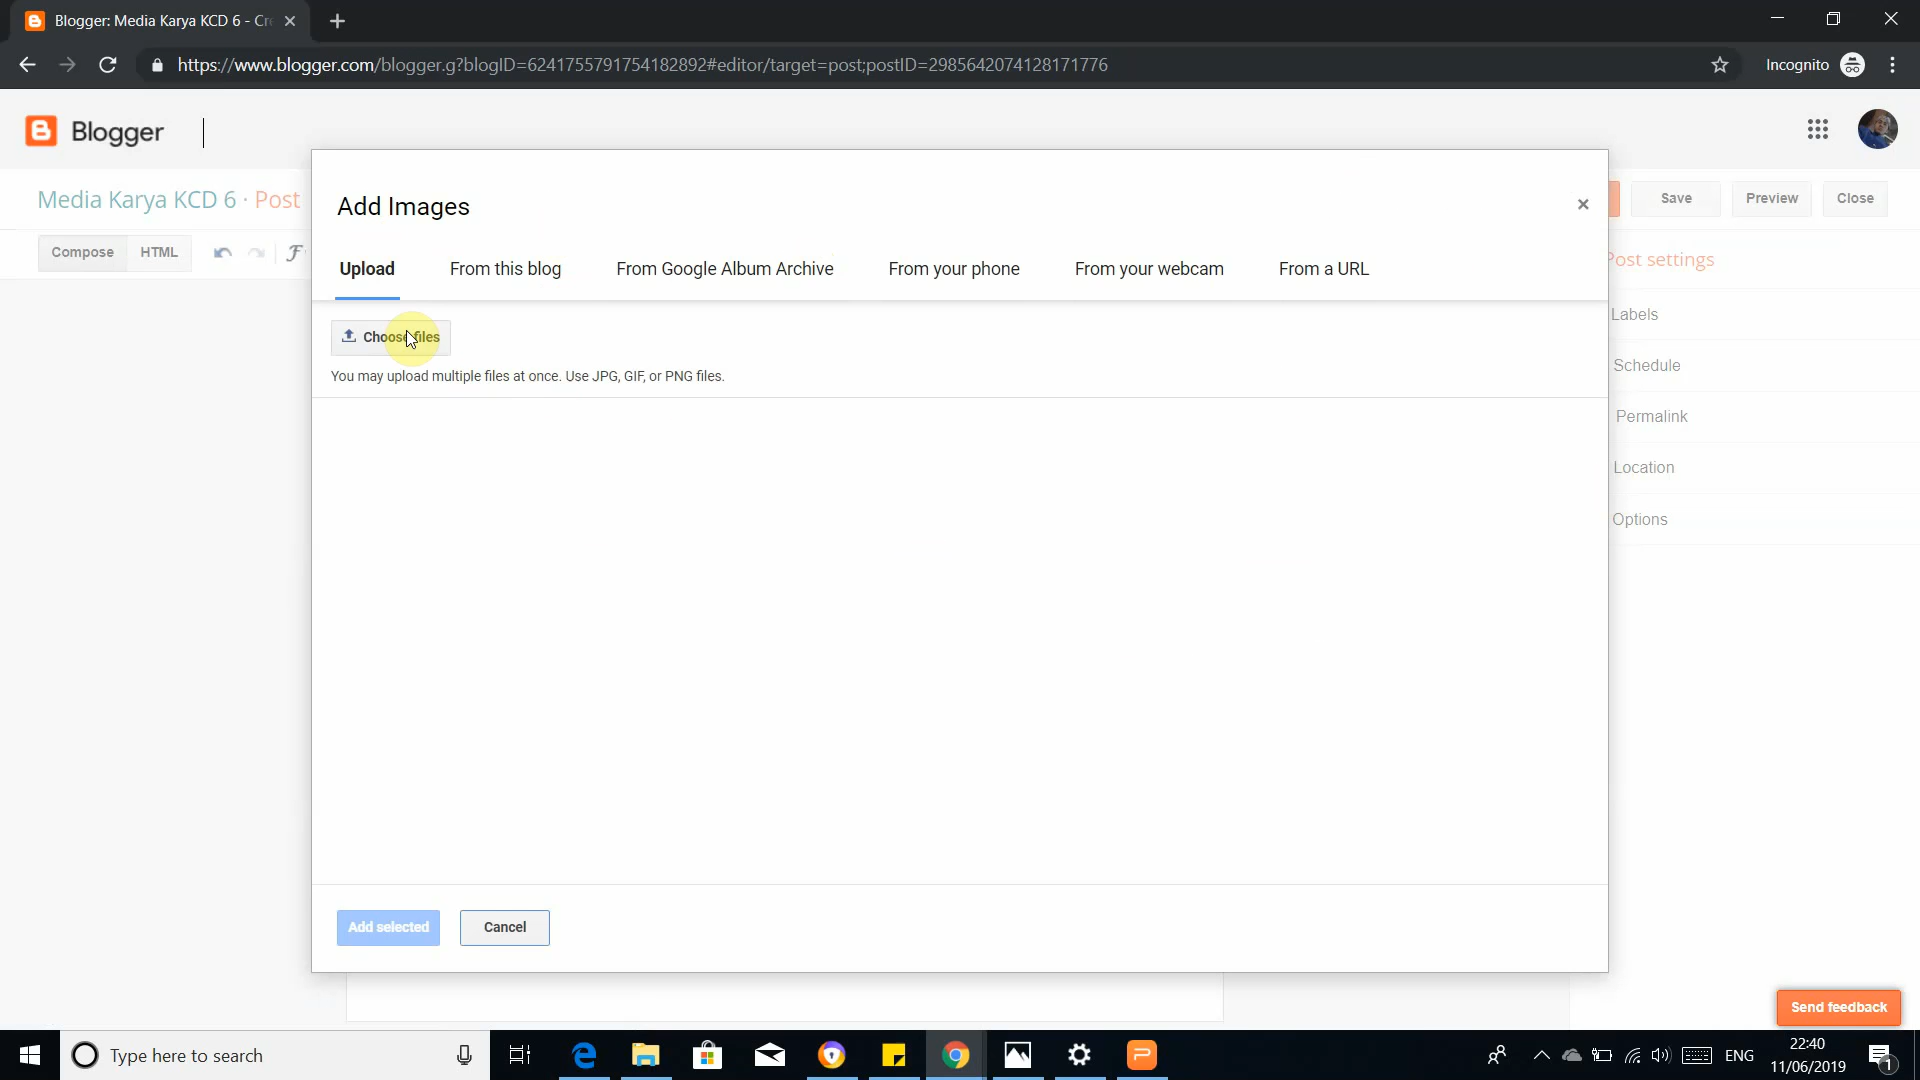 Blogger: Media Karya KCD 6 - Cr
https://www.blogger.com/blogger.g?blogID=6241755791754182892#editor/target=post;postID=2985642074128171776
Incognito
Blogger
Media Karya KCD 6 · Post
Save
Preview
Close
Compose
HTML
Add Images
Upload
From this blog
From Google Album Archive
From your phone
From your webcam
From a URL
Choose files
You may upload multiple files at once. Use JPG, GIF, or PNG files.
Post settings
Labels
Schedule
Permalink
Location
Options
Add selected
Cancel
Send feedback
Type here to search
ENG
22:40
11/06/2019
1